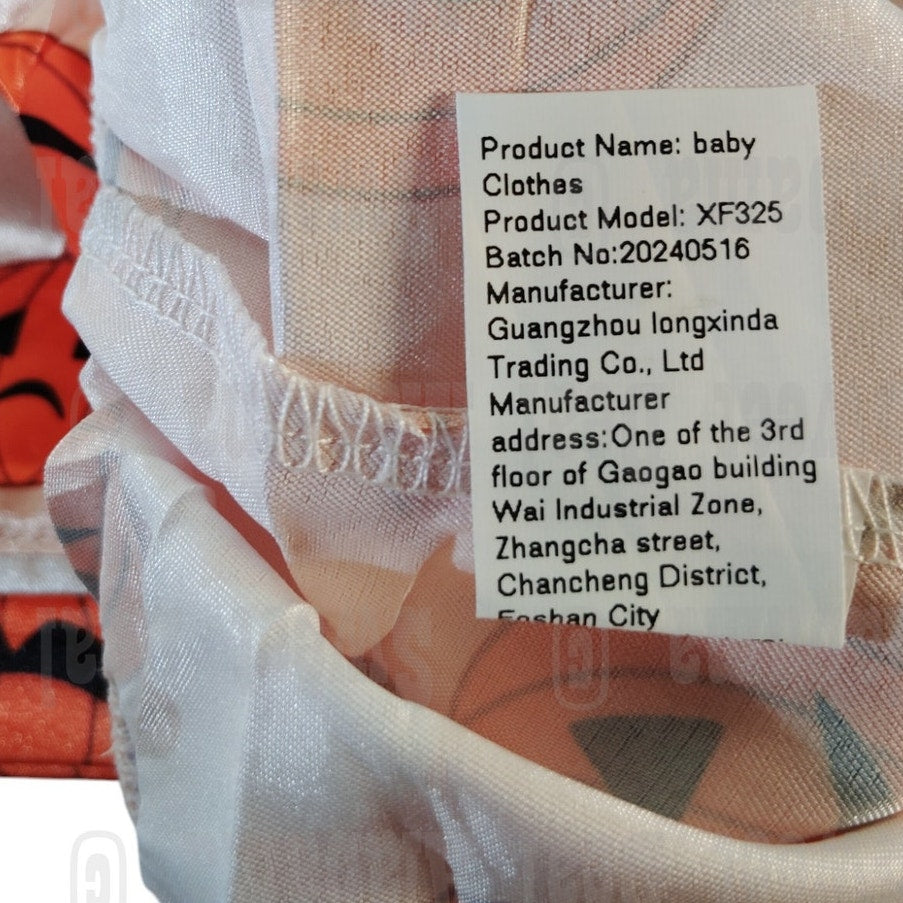 Product Name: baby
Clothes
Product Model: XF325
Batch No:20240516
Manufacturer:
Guangzhou longxinda
Trading Co., Ltd
Manufacturer
address:One of the 3rd
floor of Gaogao building
Wai Industrial Zone,
Zhangcha street,
Chancheng District,
Foshan City